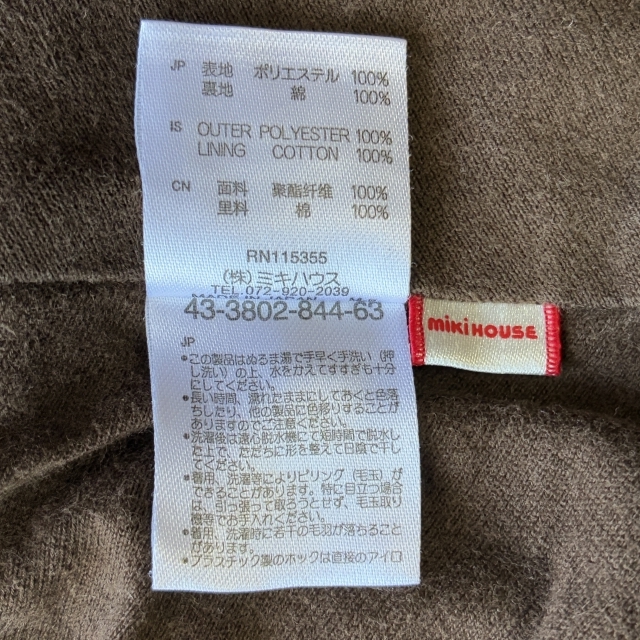 JP 表地 ポリエステル 100%
裏地 綿 100%
IS OUTER POLYESTER 100%
LINING COTTON 100%
CN 面料 聚酯纤维 100%
里料 棉 100%
RN115355
(株)ミキハウス
TEL 072-920-2039
43-3802-844-63
miki HOUSE
JP
●この製品はぬるま湯で手早く手洗い(押
し洗い)の上、水をかえてすすぎも十分
にしてください。
●長い時間、濡れたままにしておくと色落
ちしたり、他の製品に色移りすることが
ありますのでご注意ください。
●洗濯後は遠心脱水機にて短時間で脱水し
た上で、ただちに形を整えて日陰で干し
てください。
●着用、洗濯等によりピリング(毛玉)が
できることがあります。特に目立つ場合
は、引っ張って取ろうとせず、毛玉取り
機等でお手入れください。
●着用、洗濯時に若干の毛羽が落ちること
があります。
●プラスチック製のホックは直接のアイロ